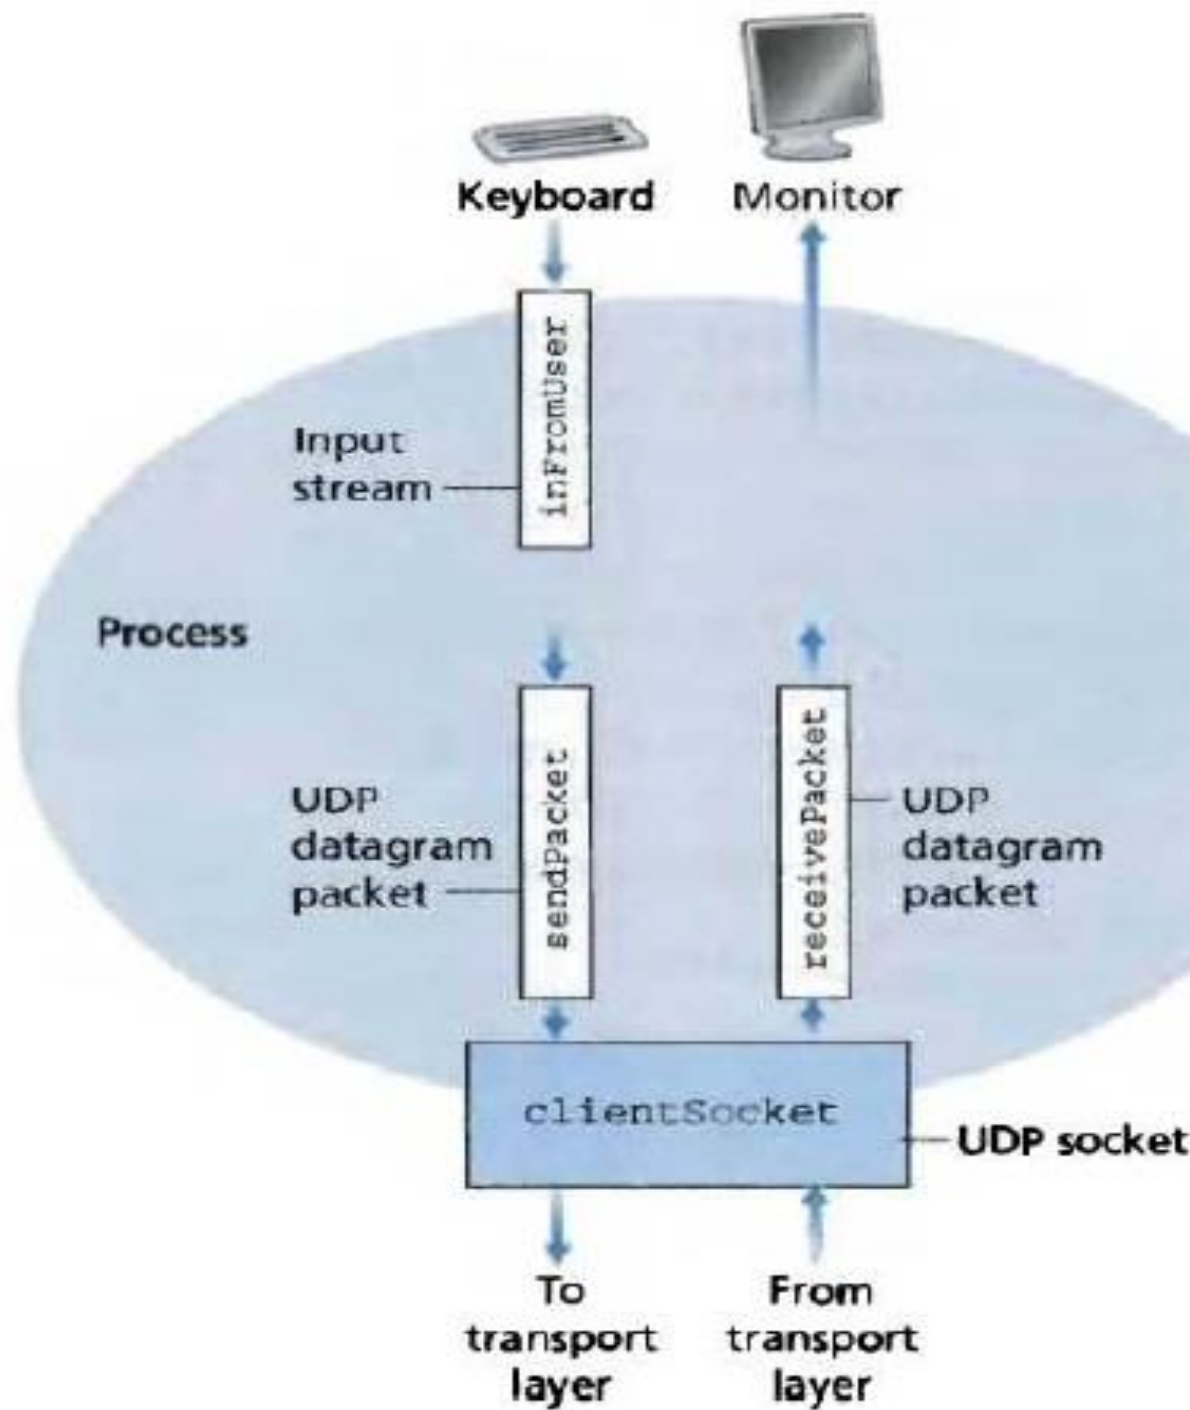 Keyboard
Monitor
inFromUser
Input
stream
Process
sendPacket
receivePacket
UDP
datagram
packet
UDP
datagram
packet
clientSocket
UDP socket
To
transport
layer
From
transport
layer